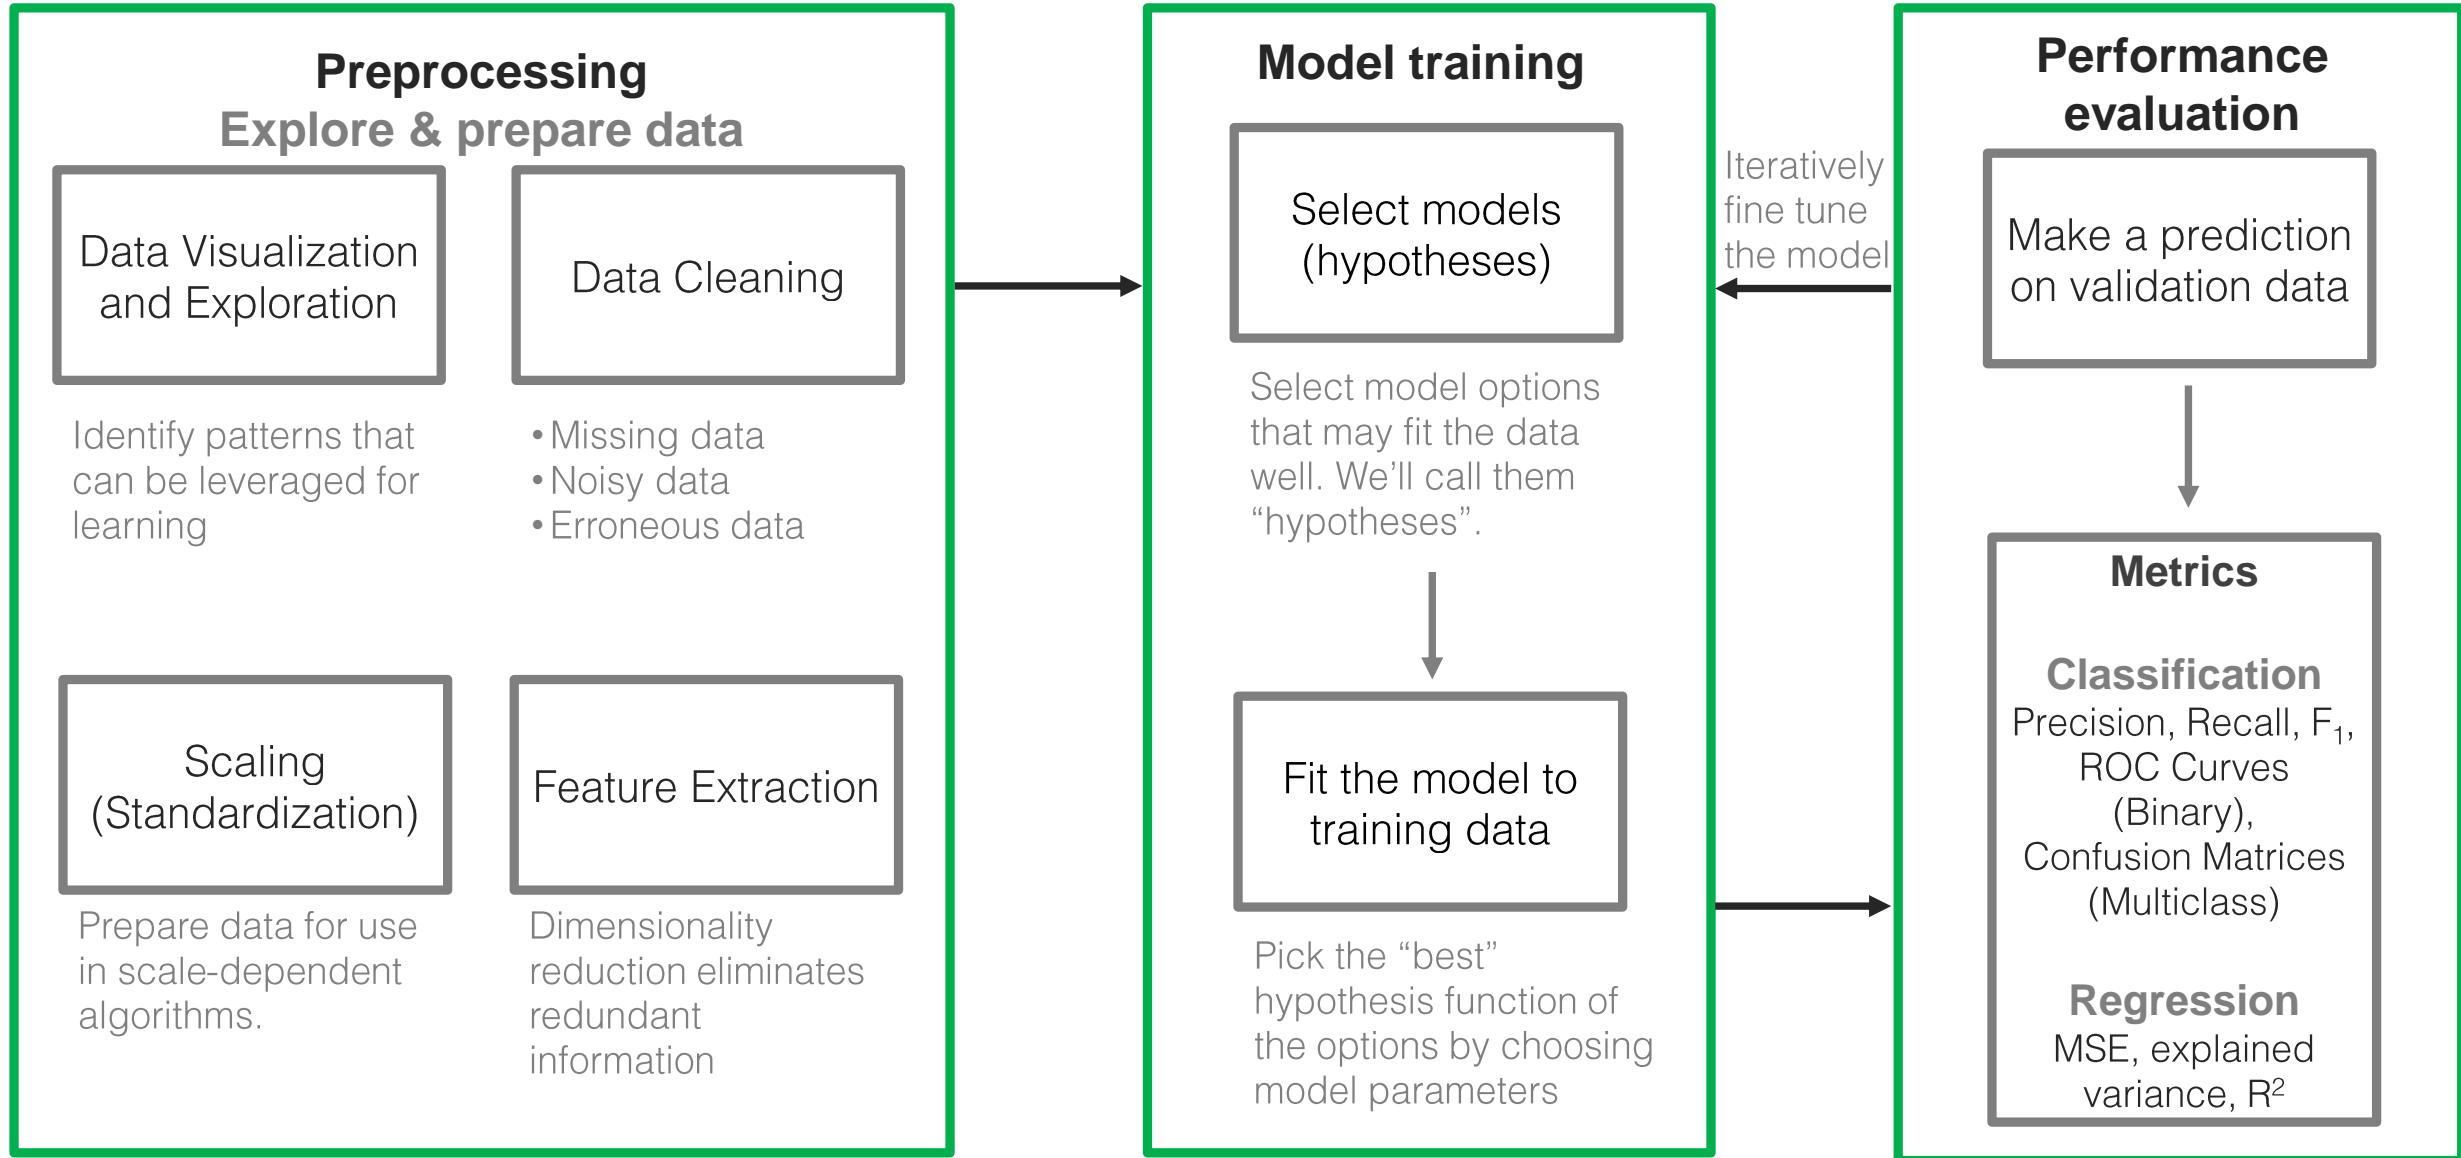 Preprocessing
Explore & prepare data
Data Visualization
and Exploration
Identify patterns that
can be leveraged for
learning
Data Cleaning
• Missing data
• Noisy data
• Erroneous data
Scaling
(Standardization)
Prepare data for use
in scale-dependent
algorithms.
Feature Extraction
Dimensionality
reduction eliminates
redundant
information
Model training
Select models
(hypotheses)
Select model options
that may fit the data
well. We’ll call them
“hypotheses”.
Fit the model to
training data
Pick the “best”
hypothesis function of
the options by choosing
model parameters
Iteratively
fine tune
the model
Performance
evaluation
Make a prediction
on validation data
Metrics
Classification
Precision, Recall, F₁,
ROC Curves
(Binary),
Confusion Matrices
(Multiclass)
Regression
MSE, explained
variance, R²